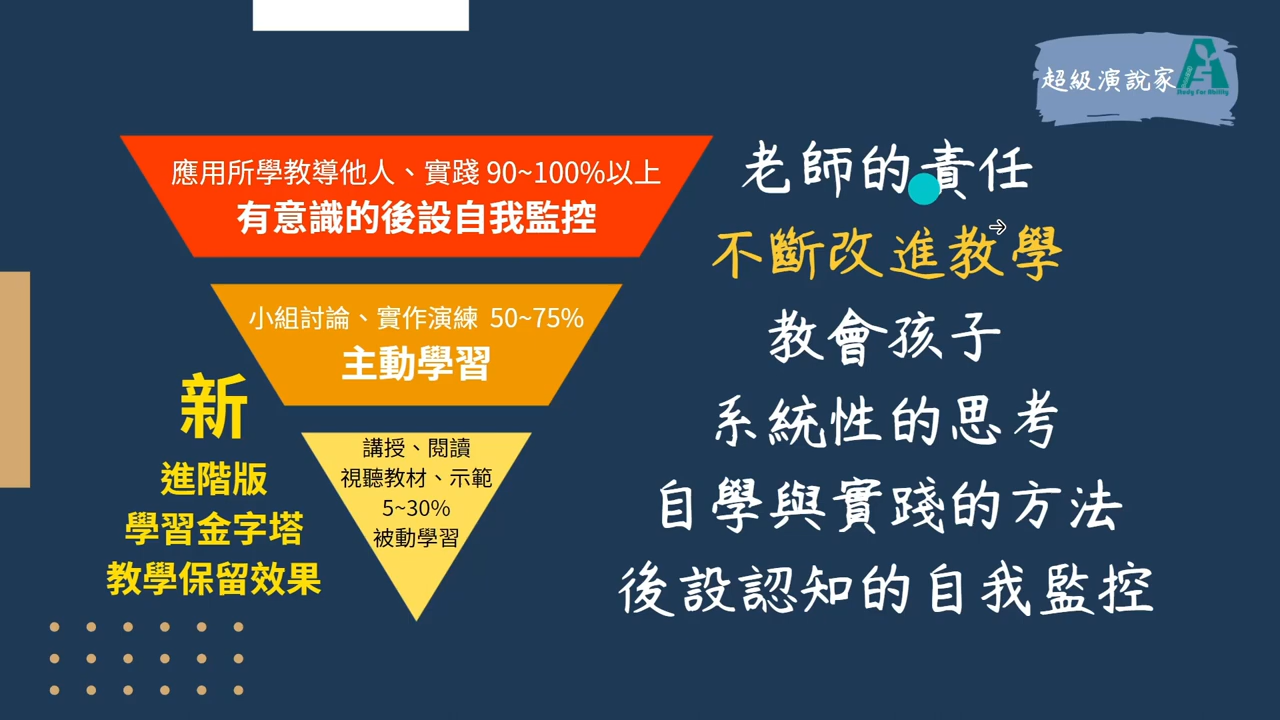 超級演說家
Ready For Ability
應用所學教導他人、實踐 90~100%以上
有意識的後設自我監控
小組討論、實作演練 50~75%
主動學習
講授、閱讀
視聽教材、示範
5~30%
被動學習
新
進階版
學習金字塔
教學保留效果
老師的責任
不斷改進教學
教會孩子
系統性的思考
自學與實踐的方法
後設認知的自我監控